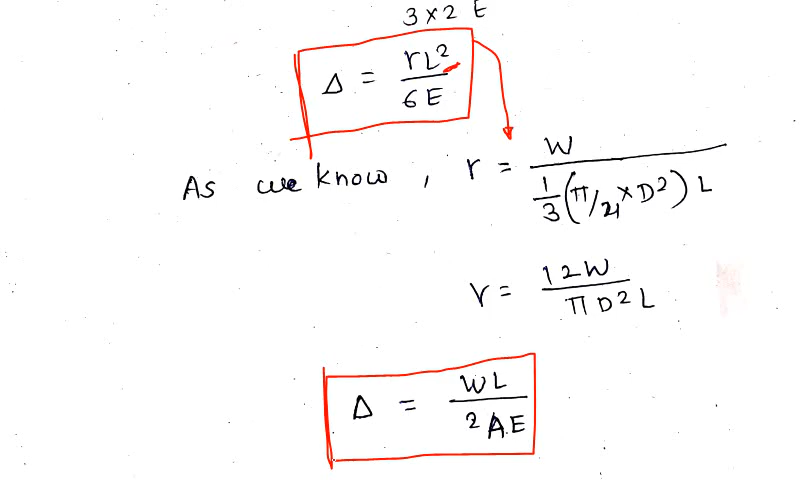 3 × 2 E
Δ = rL² / 6E
As we know, r = W / (1/3 (π/4 × D²) L)
r = 12W / πD²L
Δ = WL / 2AE